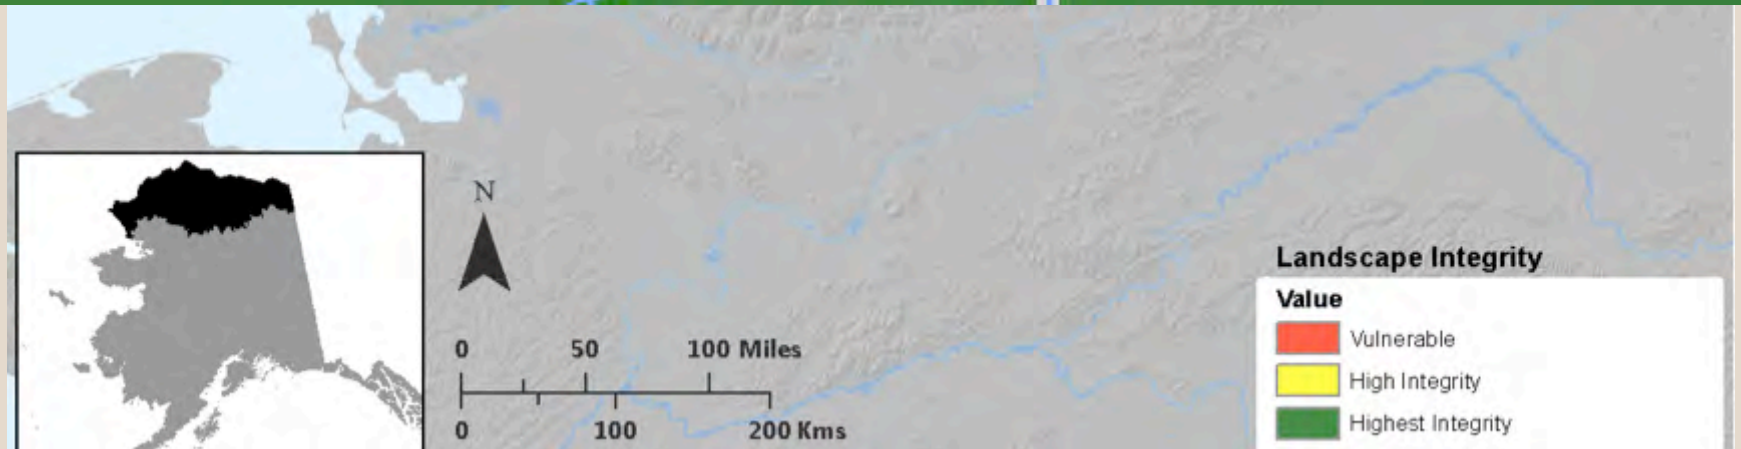 N
0 50 100 Miles
0 100 200 Kms
Landscape Integrity
Value
Vulnerable
High Integrity
Highest Integrity